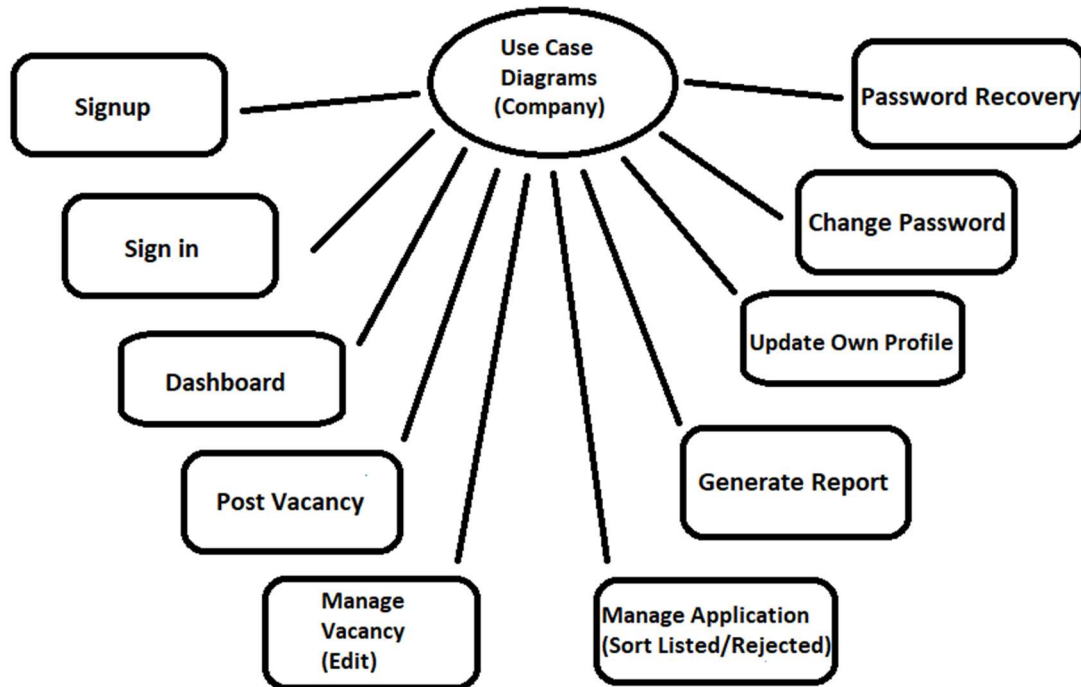 Use Case
Diagrams
(Company)
Signup
Password Recovery
Sign in
Change Password
Dashboard
Update Own Profile
Post Vacancy
Generate Report
Manage
Vacancy
(Edit)
Manage Application
(Sort Listed/Rejected)